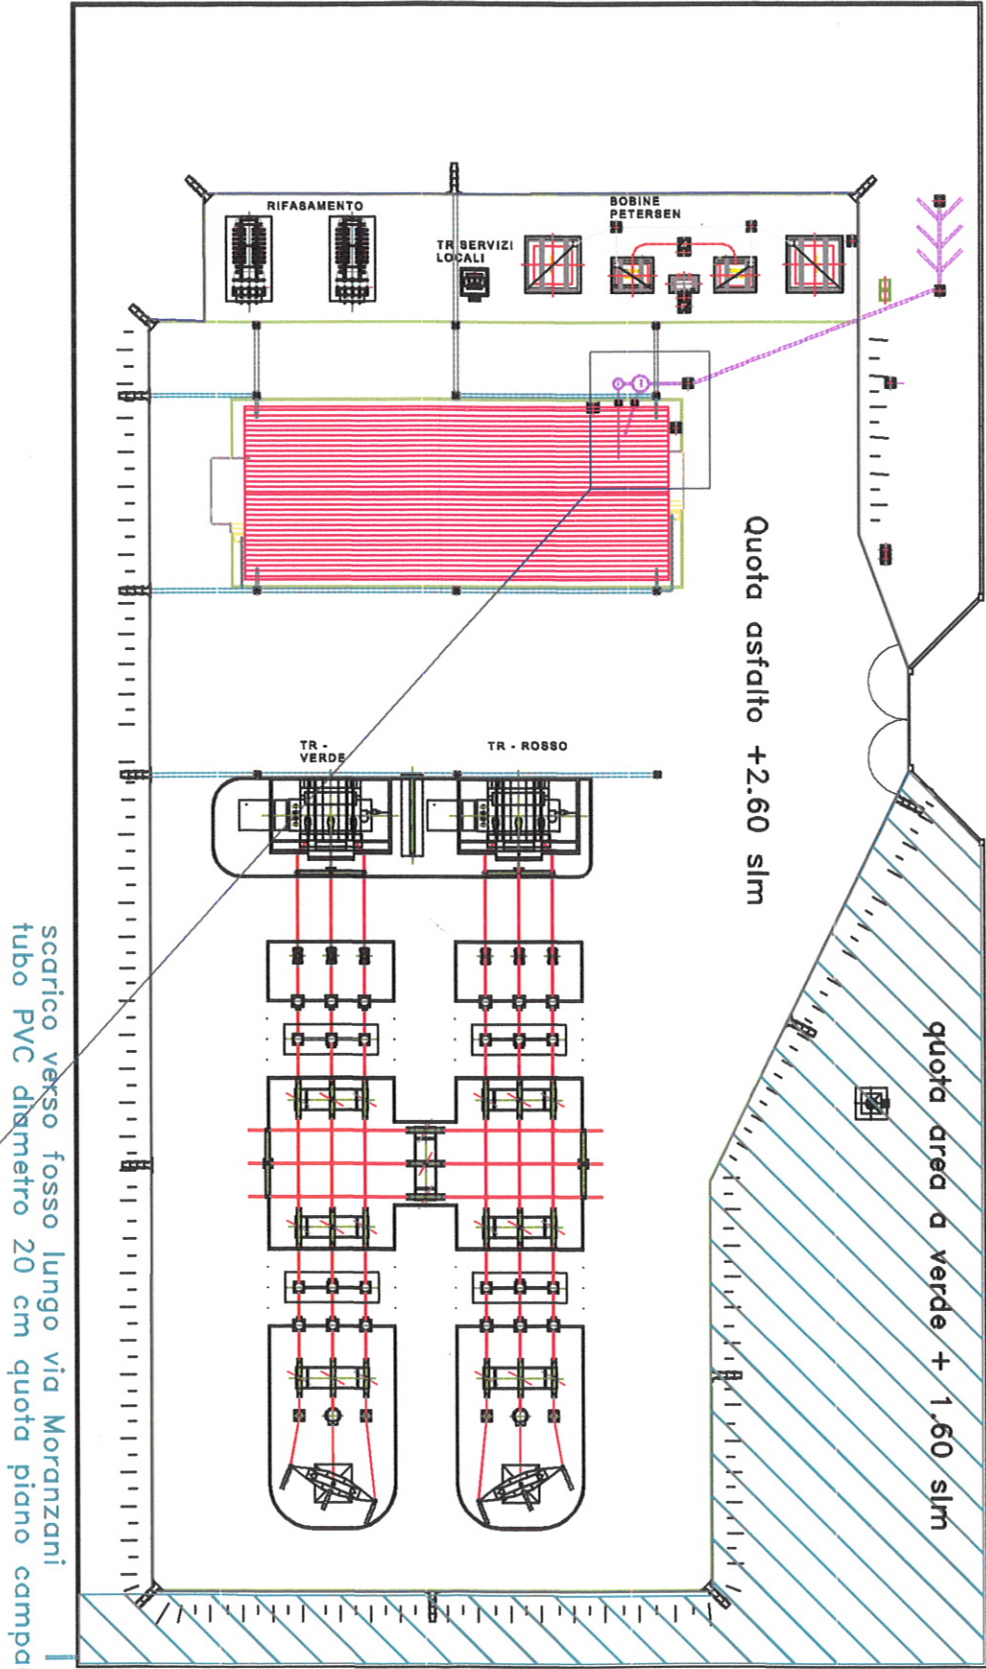 RIFASAMENTO
TR SERVIZI
LOCALI
BOBINE
PETERSEN
Quota asfalto +2.60 slm
TR -
VERDE
TR - ROSSO
quota area a verde + 1.60 slm
scarico verso fosso lungo via Moranzani
tubo PVC diametro 20 cm quota piano campa